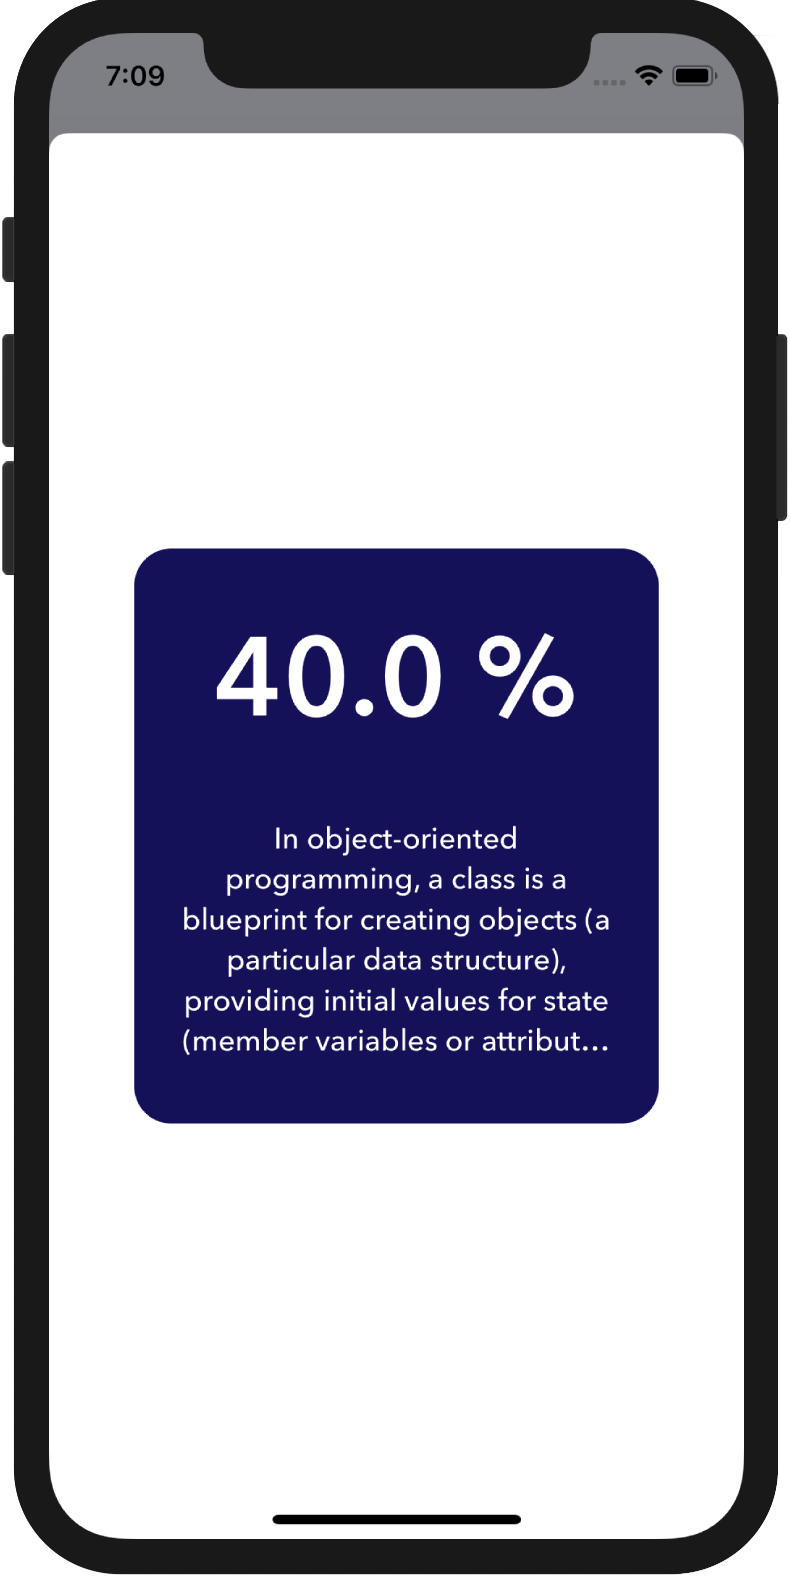 7:09
40.0 %
In object-oriented
programming, a class is a
blueprint for creating objects (a
particular data structure),
providing initial values for state
(member variables or attribut...